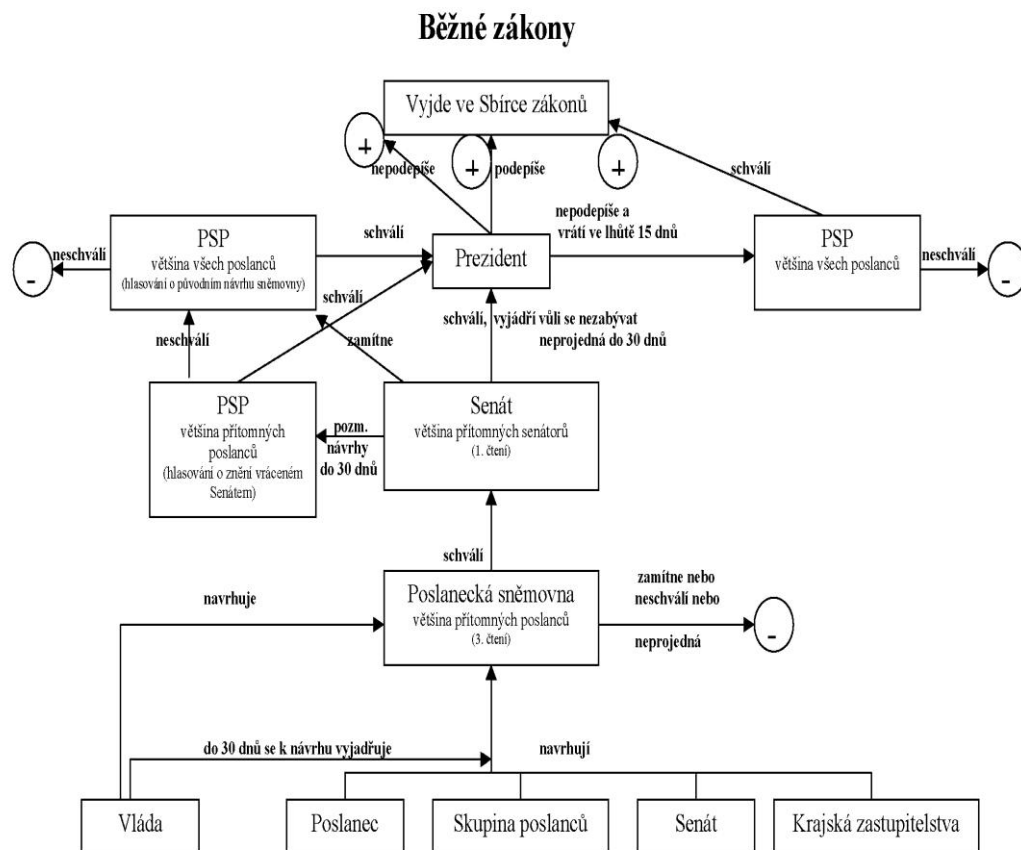 Běžné zákony
Vyjde ve Sbírce zákonů
+
+
+
nepodepíše
podepíše
schválí
PSP
většina všech poslanců
(hlasování o původním návrhu sněmovny)
neschválí
-
schválí
Prezident
nepodepíše a
vrátí ve lhůtě 15 dnů
PSP
většina všech poslanců
neschválí
-
schválí
neschválí
zamítne
schválí, vyjádří vůli se nezabývat
neprojedná do 30 dnů
PSP
většina přítomných
poslanců
(hlasování o znění vráceném
Senátem)
pozm.
návrhy
do 30 dnů
Senát
většina přítomných senátorů
(1. čtení)
schválí
navrhuje
Poslanecká sněmovna
většina přítomných poslanců
(3. čtení)
zamítne nebo
neschválí nebo
neprojedná
-
do 30 dnů se k návrhu vyjadřuje
navrhují
Vláda
Poslanec
Skupina poslanců
Senát
Krajská zastupitelstva